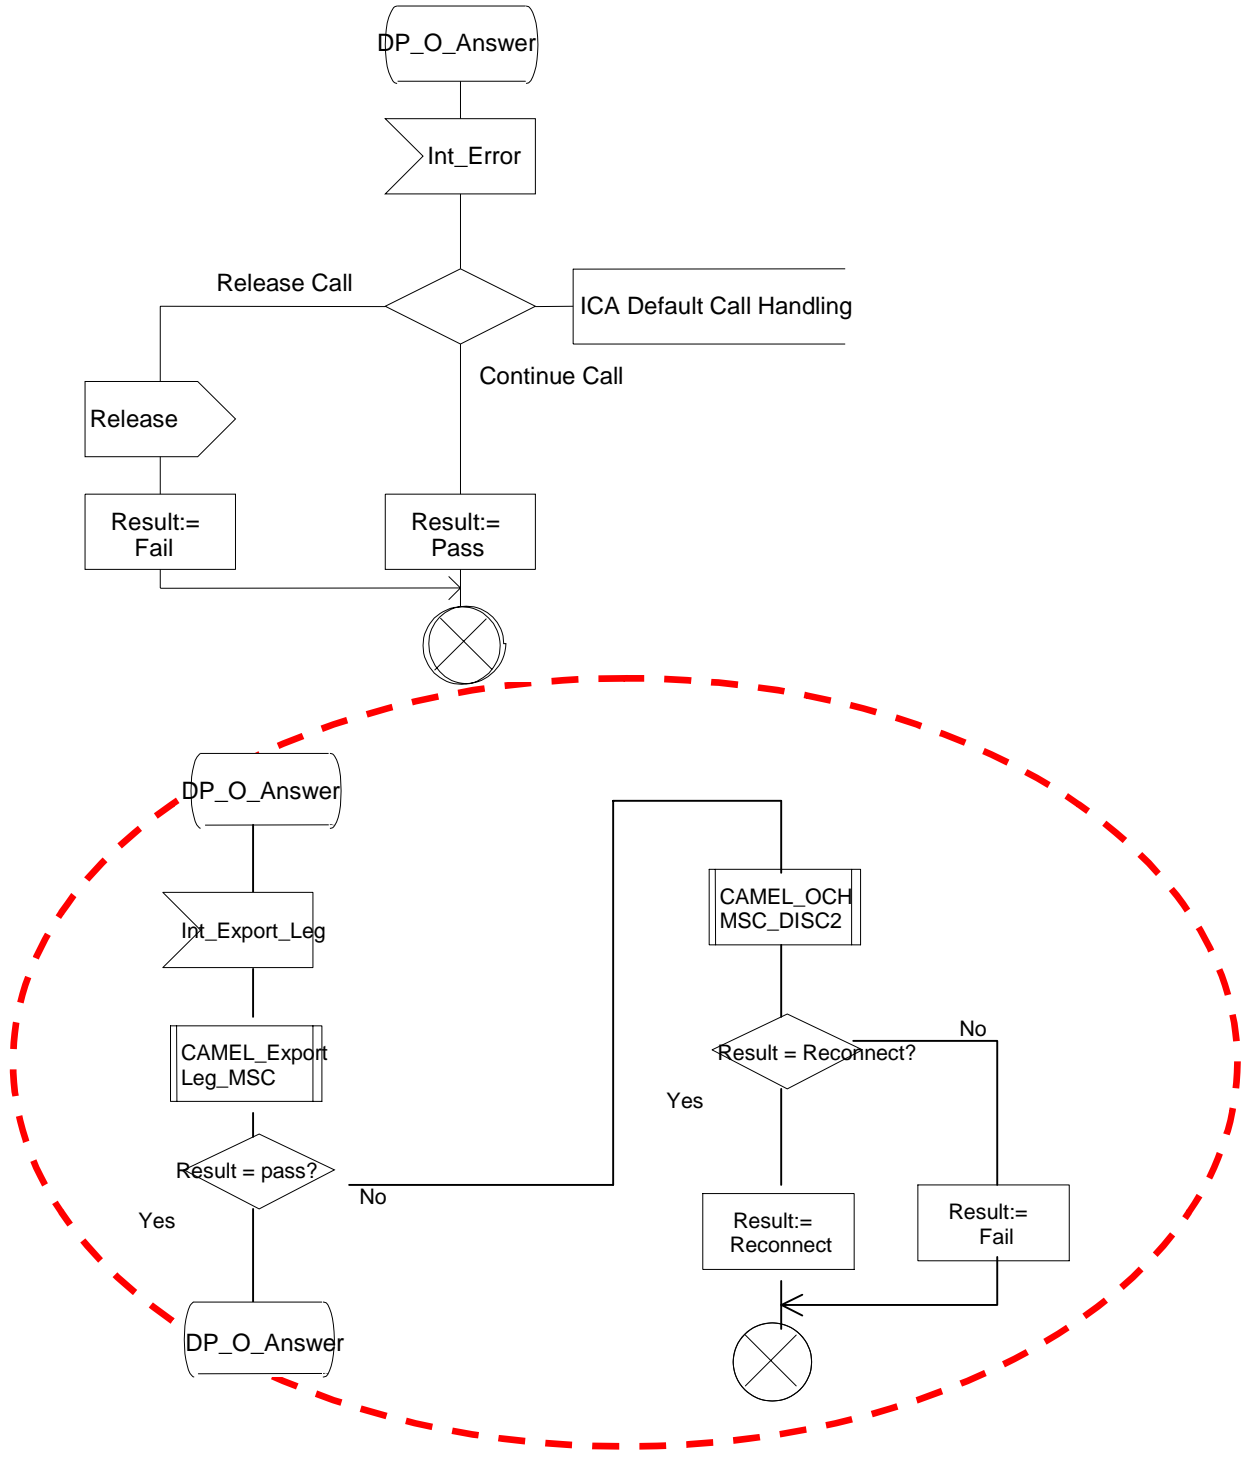 DP_O_Answer
Int_Error
Release Call
ICA Default Call Handling
Continue Call
Release
Result:=
Fail
Result:=
Pass
DP_O_Answer
Int_Export_Leg
CAMEL_Export
Leg_MSC
Result = pass?
No
Yes
DP_O_Answer
CAMEL_OCH
MSC_DISC2
Result = Reconnect?
No
Yes
Result:=
Reconnect
Result:=
Fail